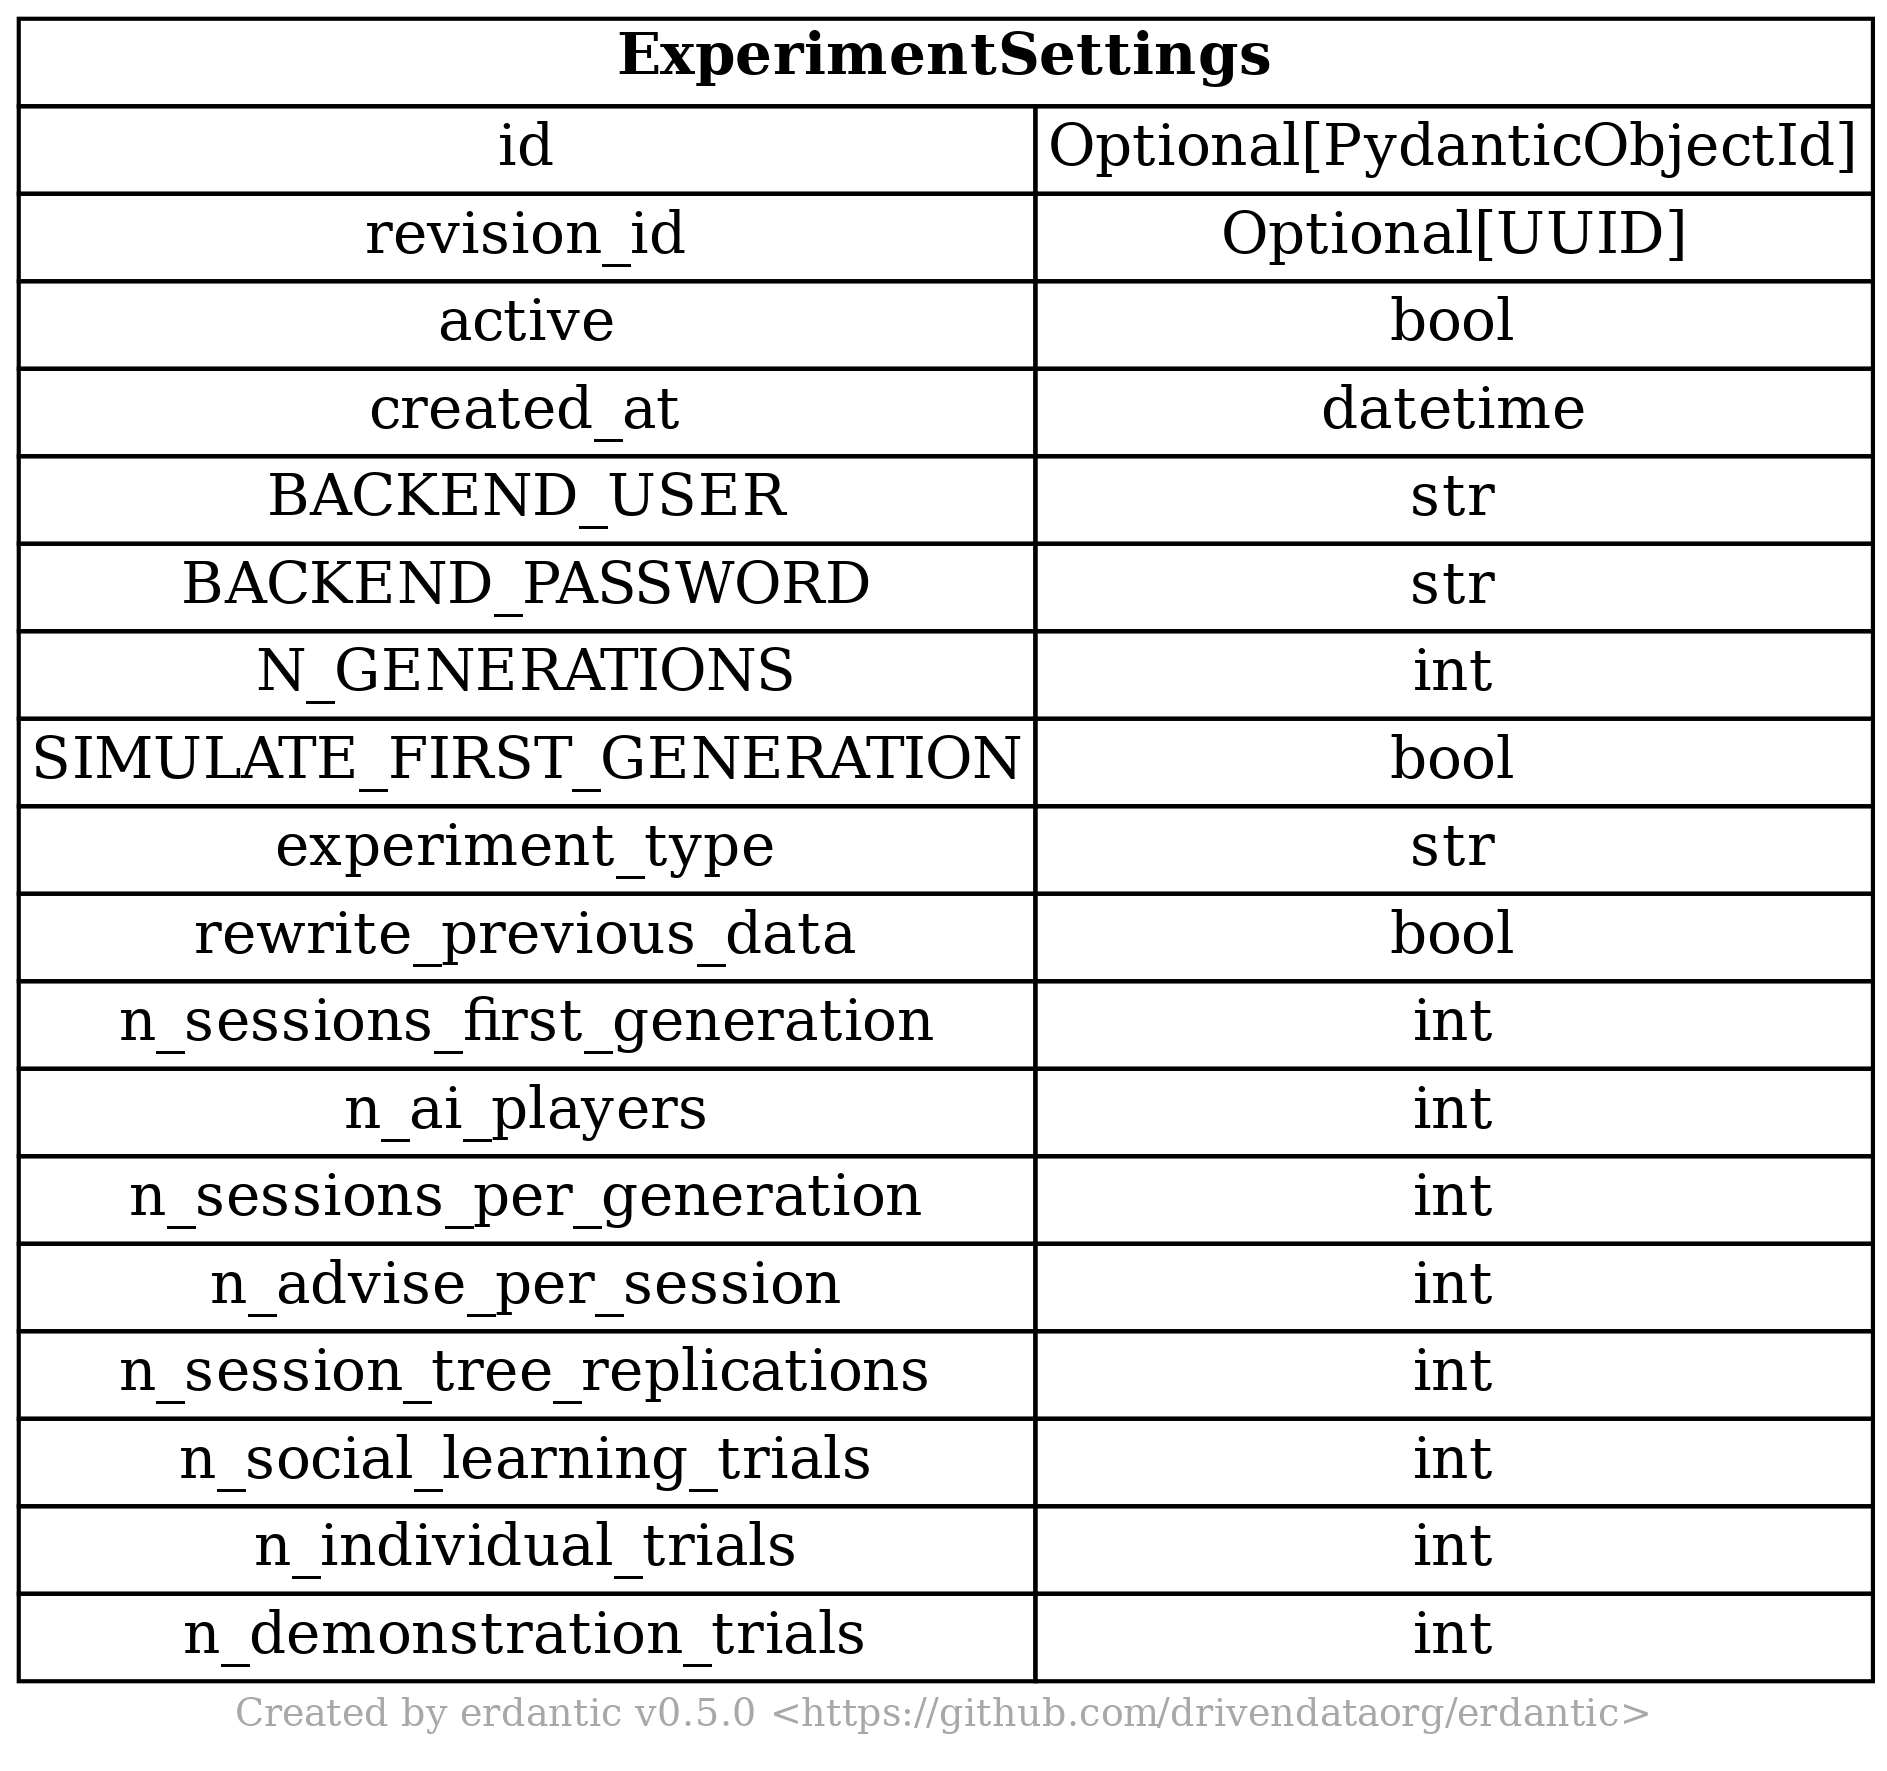 ExperimentSettings
id Optional[PydanticObjectId]
revision_id Optional[UUID]
active bool
created_at datetime
BACKEND_USER str
BACKEND_PASSWORD str
N_GENERATIONS int
SIMULATE_FIRST_GENERATION bool
experiment_type str
rewrite_previous_data bool
n_sessions_first_generation int
n_ai_players int
n_sessions_per_generation int
n_advise_per_session int
n_session_tree_replications int
n_social_learning_trials int
n_individual_trials int
n_demonstration_trials int
Created by erdantic v0.5.0 <https://github.com/drivendataorg/erdantic>